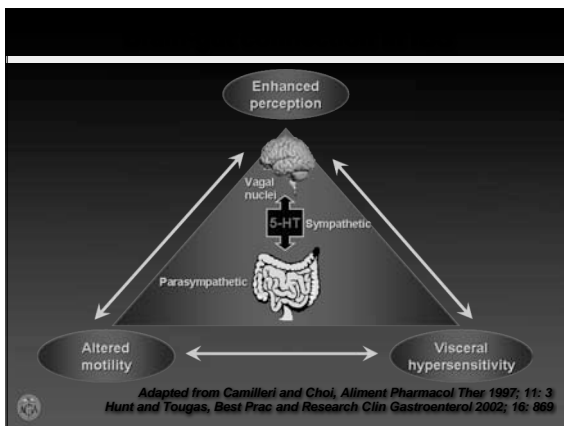 Enhanced
perception
Vagal
nuclei
5-HT
Sympathetic
Parasympathetic
Altered
motility
Visceral
hypersensitivity
Adapted from Camilleri and Choi, Aliment Pharmacol Ther 1997; 11: 3
Hunt and Tougas, Best Prac and Research Clin Gastroenterol 2002; 16: 869